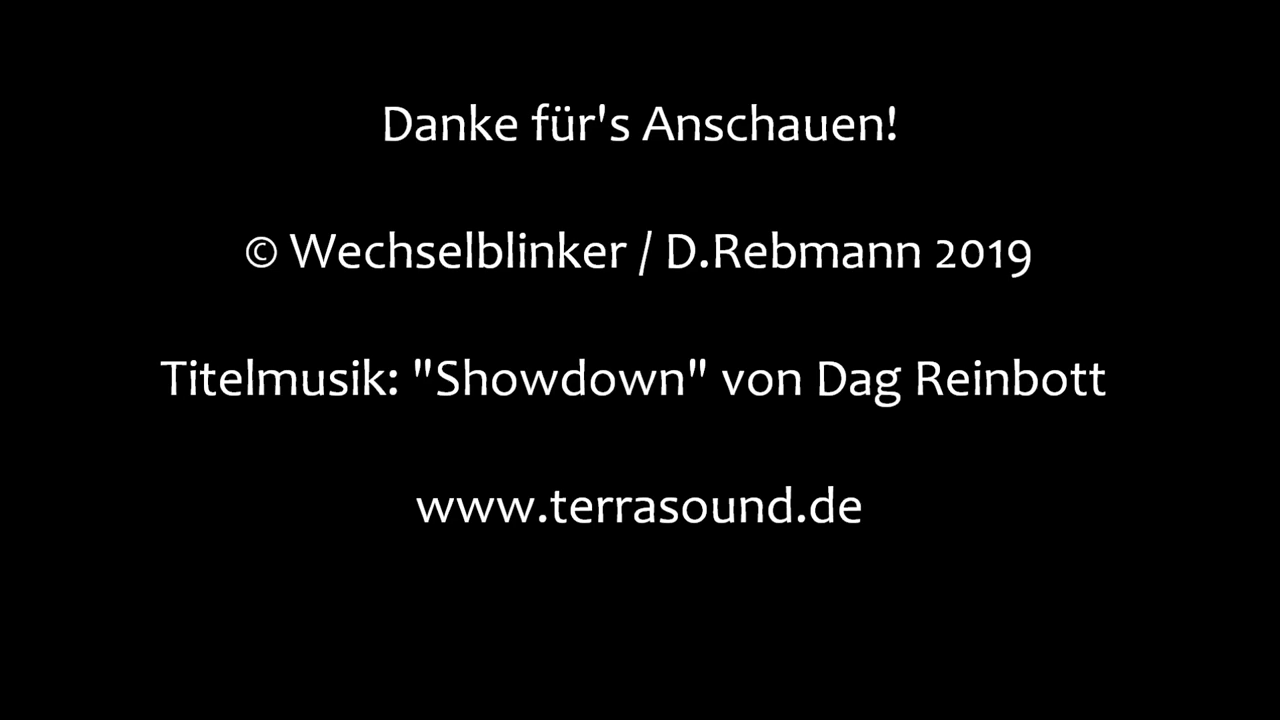 Danke für's Anschauen!
© Wechselblinker / D.Rebmann 2019
Titelmusik: "Showdown" von Dag Reinbott
www.terrasound.de